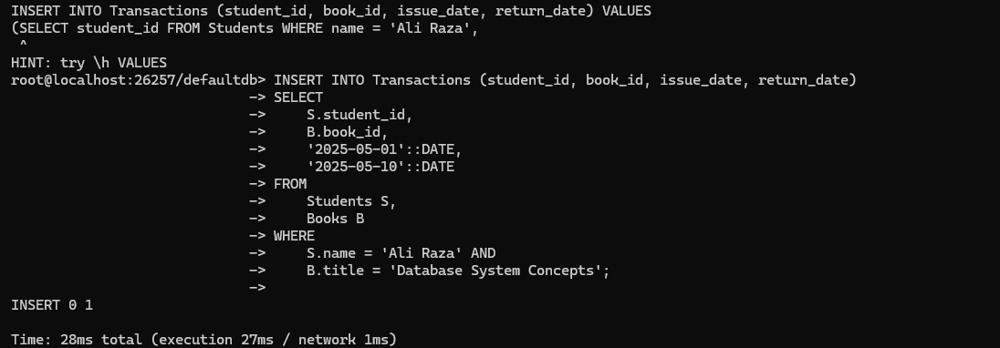 INSERT INTO Transactions (student_id, book_id, issue_date, return_date) VALUES
(SELECT student_id FROM Students WHERE name = 'Ali Raza',
 ^
HINT: try \h VALUES
root@localhost:26257/defaultdb> INSERT INTO Transactions (student_id, book_id, issue_date, return_date)
                             -> SELECT
                             ->     S.student_id,
                             ->     B.book_id,
                             ->     '2025-05-01'::DATE,
                             ->     '2025-05-10'::DATE
                             -> FROM
                             ->     Students S,
                             ->     Books B
                             -> WHERE
                             ->     S.name = 'Ali Raza' AND
                             ->     B.title = 'Database System Concepts';
                             ->
INSERT 0 1

Time: 28ms total (execution 27ms / network 1ms)